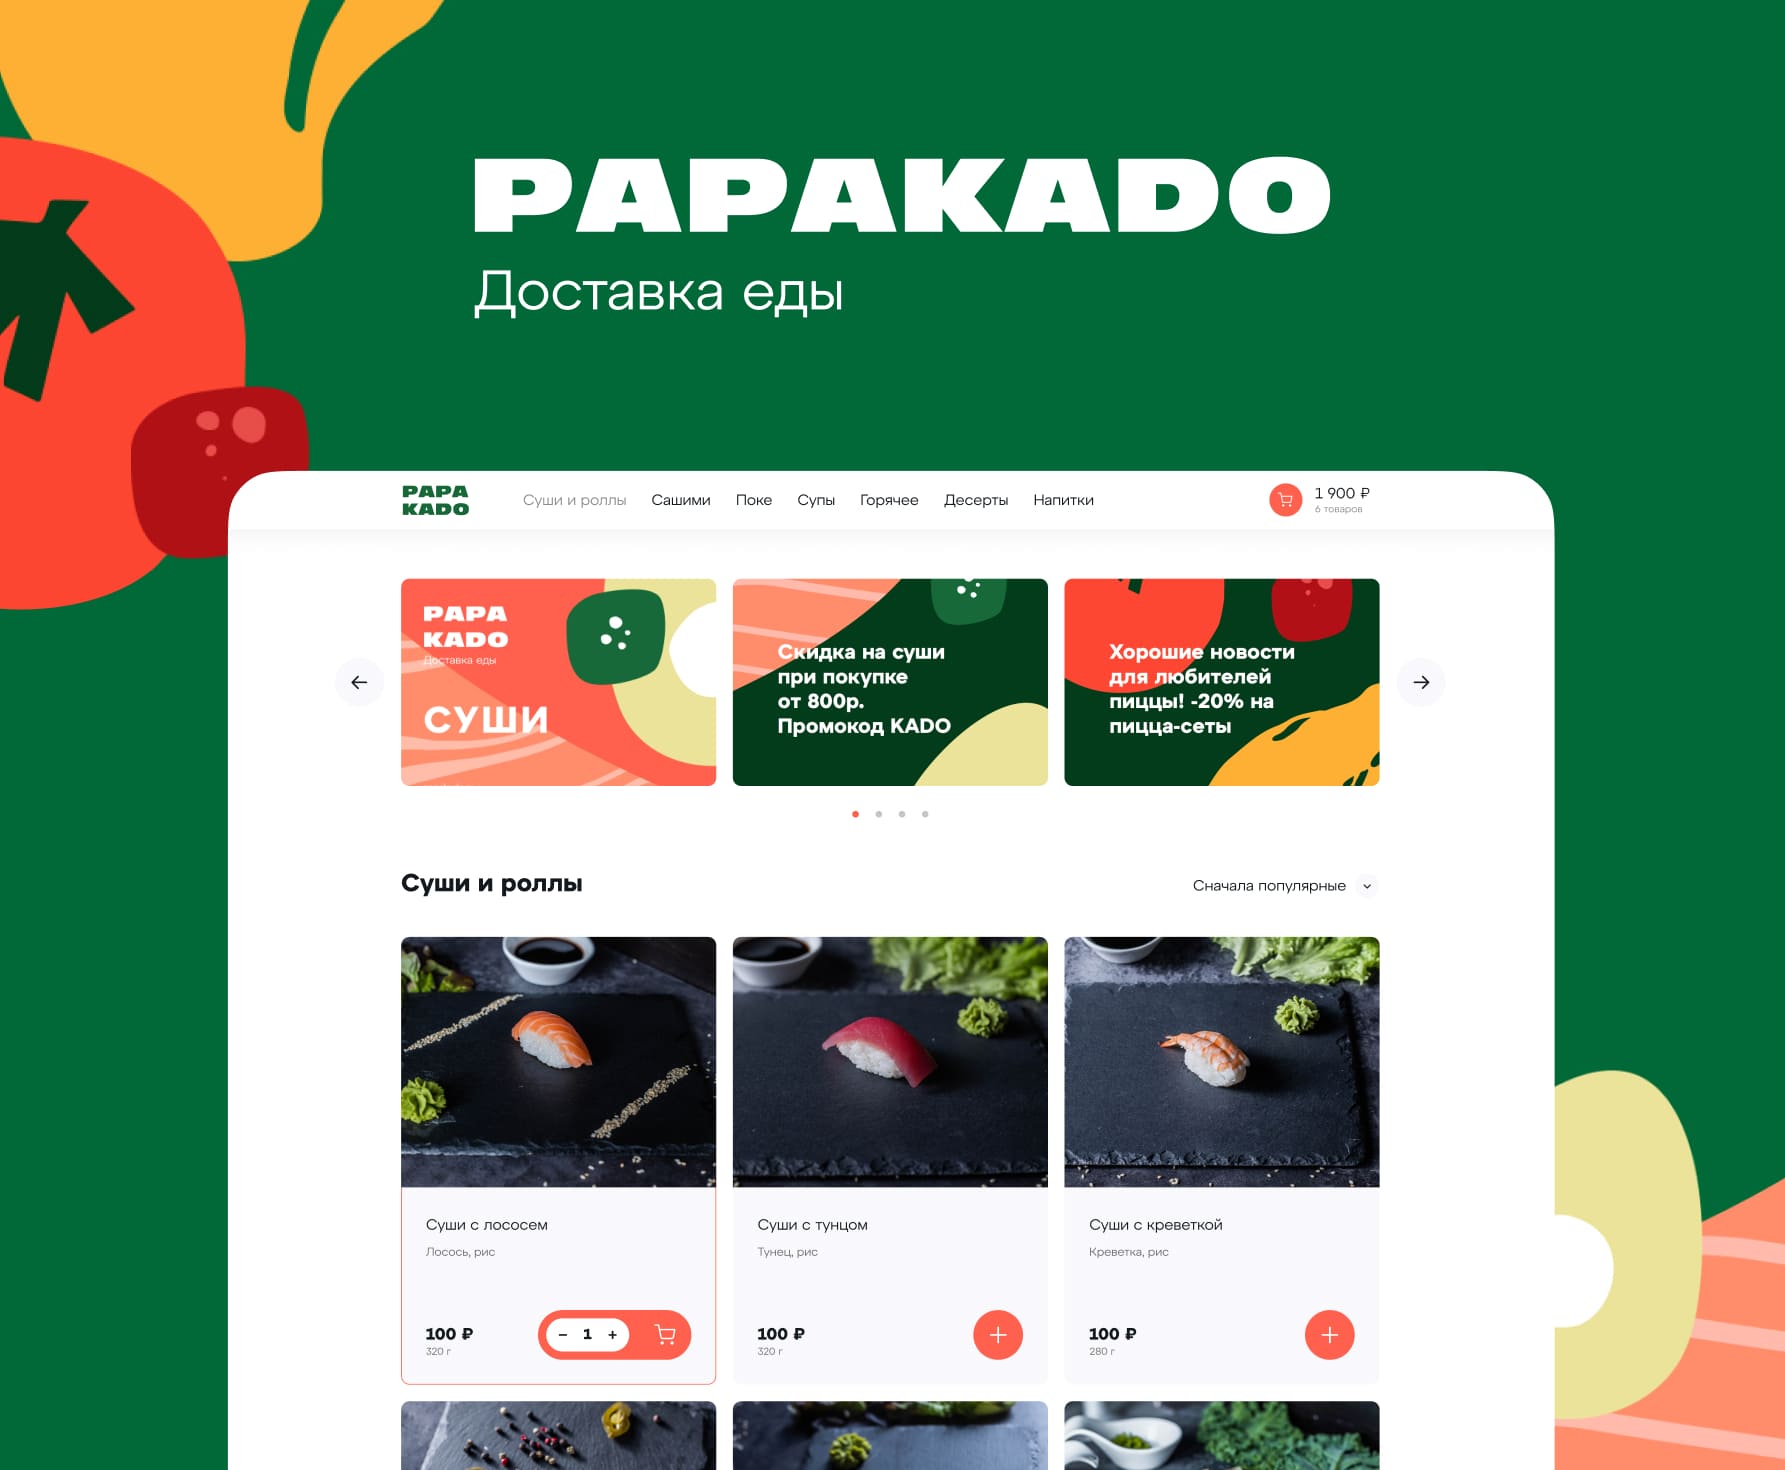 PAPAKADO
Доставка еды
PAPA
KADO
Суши и роллы
Сашими
Поке
Супы
Горячее
Десерты
Напитки
1 900 ₽
6 товаров
PAPA
KADO
Доставка еды
СУШИ
Скидка на суши
при покупке
от 800р.
Промокод KADO
Хорошие новости
для любителей
пиццы! -20% на
пицца-сеты
Суши и роллы
Сначала популярные
Суши с лососем
Лосось, рис
100 ₽
320 г
− 1 +
Суши с тунцом
Тунец, рис
100 ₽
320 г
Суши с креветкой
Креветка, рис
100 ₽
280 г